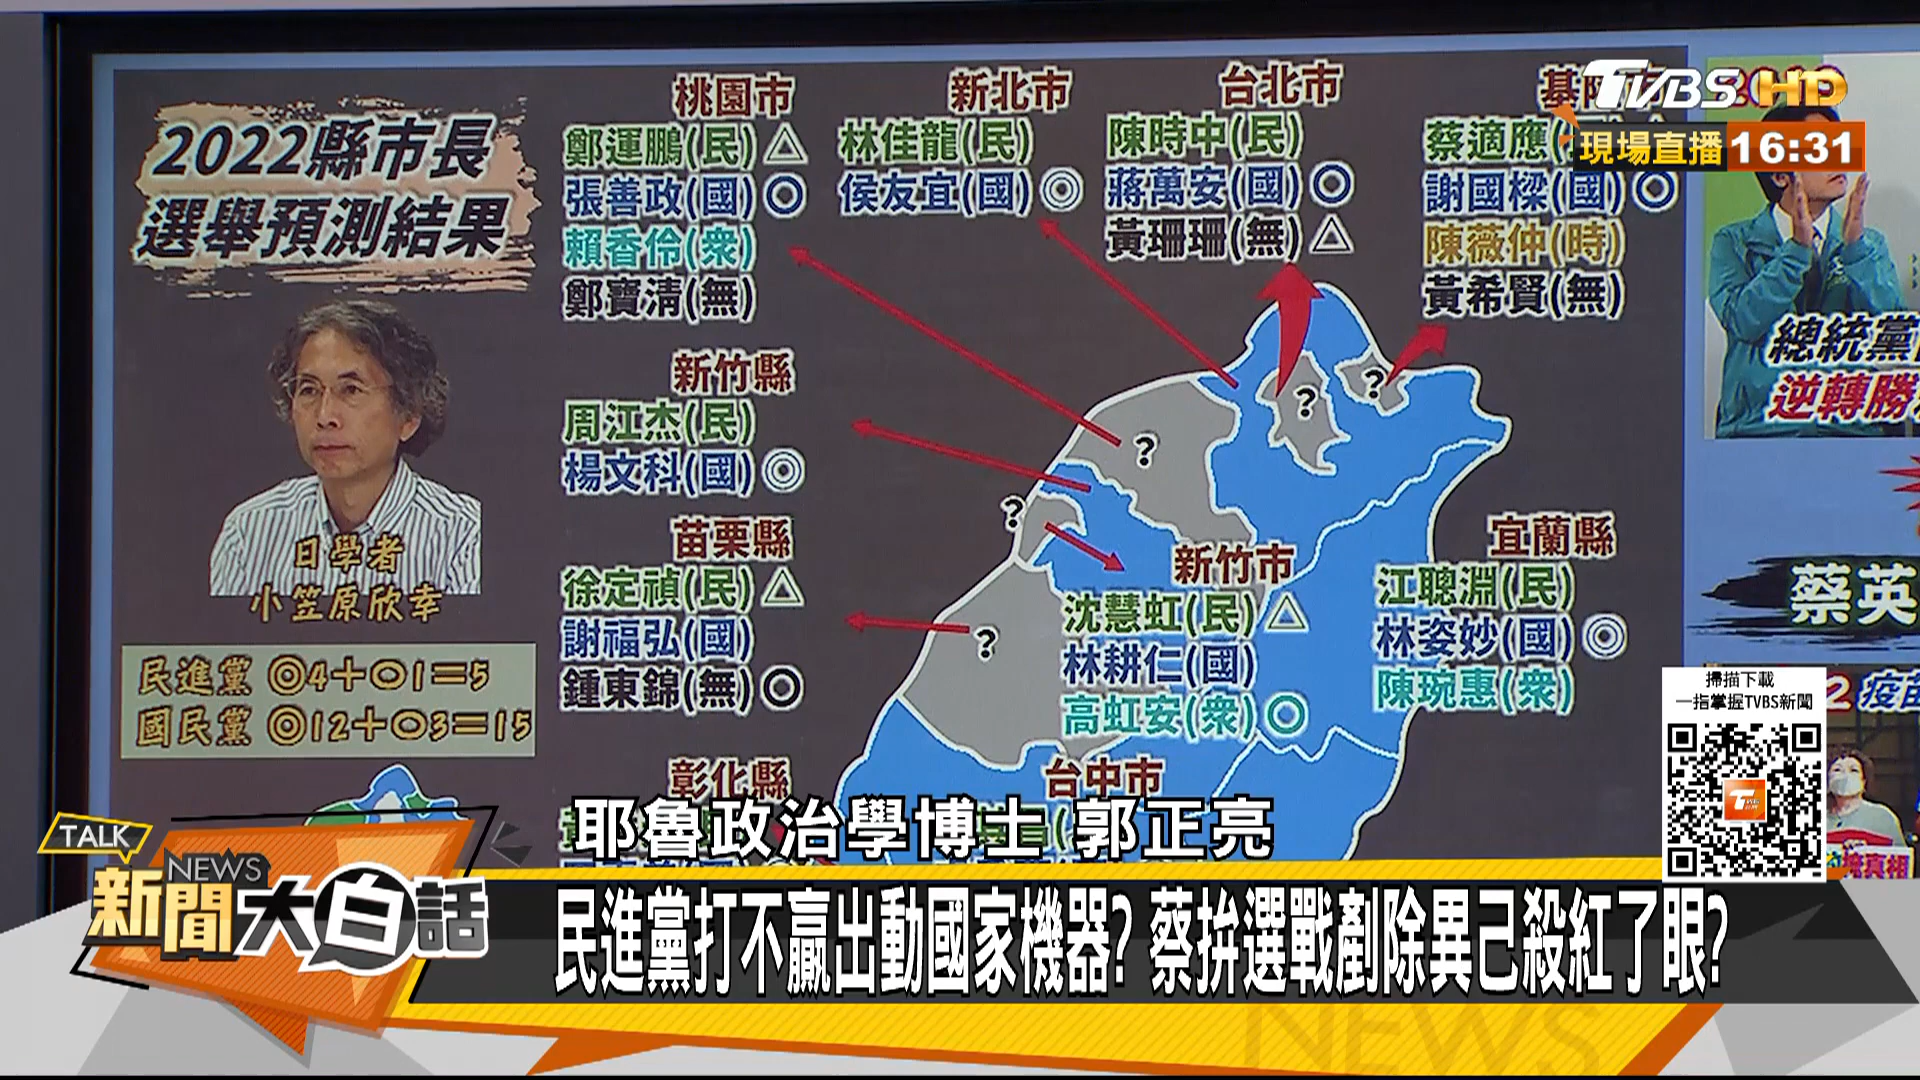 TVBS HD
現場直播 16:31
2022縣市長
選舉預測結果
日學者
小笠原欣幸
民進黨 ◎4+○1=5
國民黨 ◎12+○3=15
桃園市
鄭運鵬(民)△
張善政(國)○
賴香伶(衆)
鄭寶清(無)
新北市
林佳龍(民)
侯友宜(國)◎
台北市
陳時中(民)
蔣萬安(國)○
黃珊珊(無)△
蔡適應
謝國樑(國)○
陳薇仲(時)
黃希賢(無)
新竹縣
周江杰(民)
楊文科(國)◎
苗栗縣
徐定禎(民)△
謝福弘(國)
鍾東錦(無)○
新竹市
沈慧虹(民)△
林耕仁(國)
高虹安(衆)○
宜蘭縣
江聰淵(民)
林姿妙(國)◎
陳琬惠(衆)
彰化縣
台中市
?
?
?
?
?
總統黨
逆轉勝
蔡英
2 疫苗
真相
掃描下載
一指掌握TVBS新聞
耶魯政治學博士 郭正亮
TALK
NEWS
新聞大白話
民進黨打不贏出動國家機器? 蔡拚選戰剷除異己殺紅了眼?
NEWS